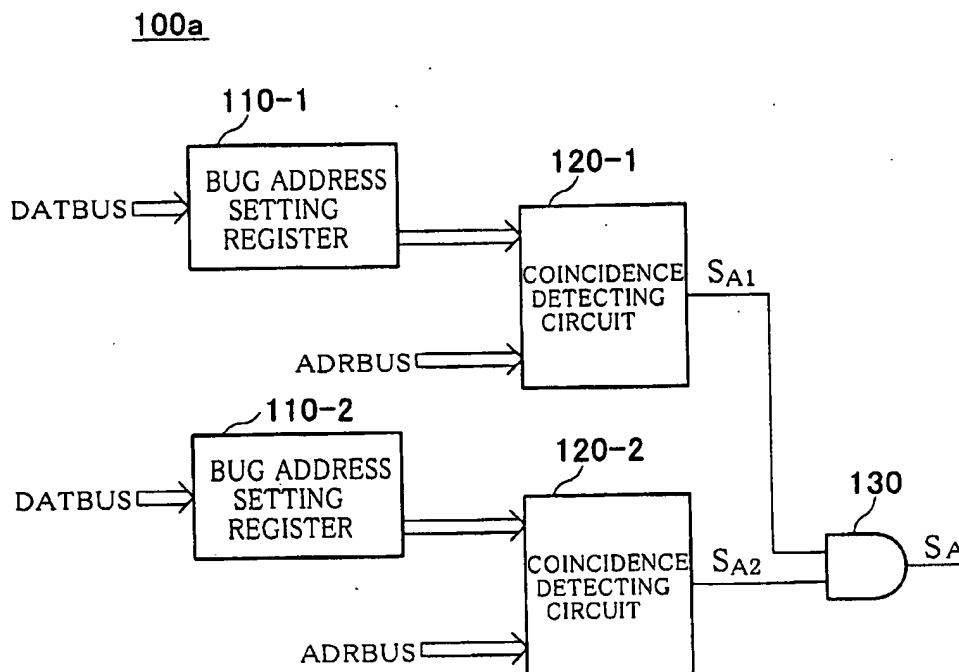 100a
110-1
BUG ADDRESS
SETTING
REGISTER
DATBUS
120-1
COINCIDENCE
DETECTING
CIRCUIT
SA1
ADRBUS
110-2
BUG ADDRESS
SETTING
REGISTER
DATBUS
120-2
COINCIDENCE
DETECTING
CIRCUIT
SA2
130
SA
ADRBUS